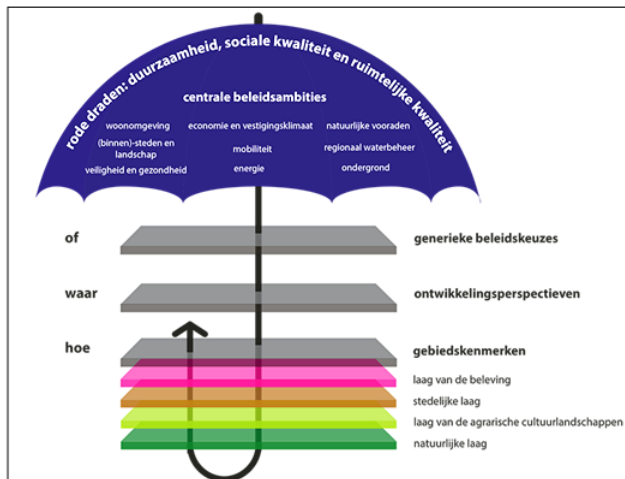 rode draden: duurzaamheid, sociale kwaliteit en ruimtelijke kwaliteit
centrale beleidsambities
woonomgeving
economie en vestigingsklimaat
natuurlijke vooraden
(binnen)-steden en
landschap
mobiliteit
regionaal waterbeheer
veiligheid en gezondheid
energie
ondergrond
of
generieke beleidskeuzes
waar
ontwikkelingsperspectieven
hoe
gebiedskenmerken
laag van de beleving
stedelijke laag
laag van de agrarische cultuurlandschappen
natuurlijke laag